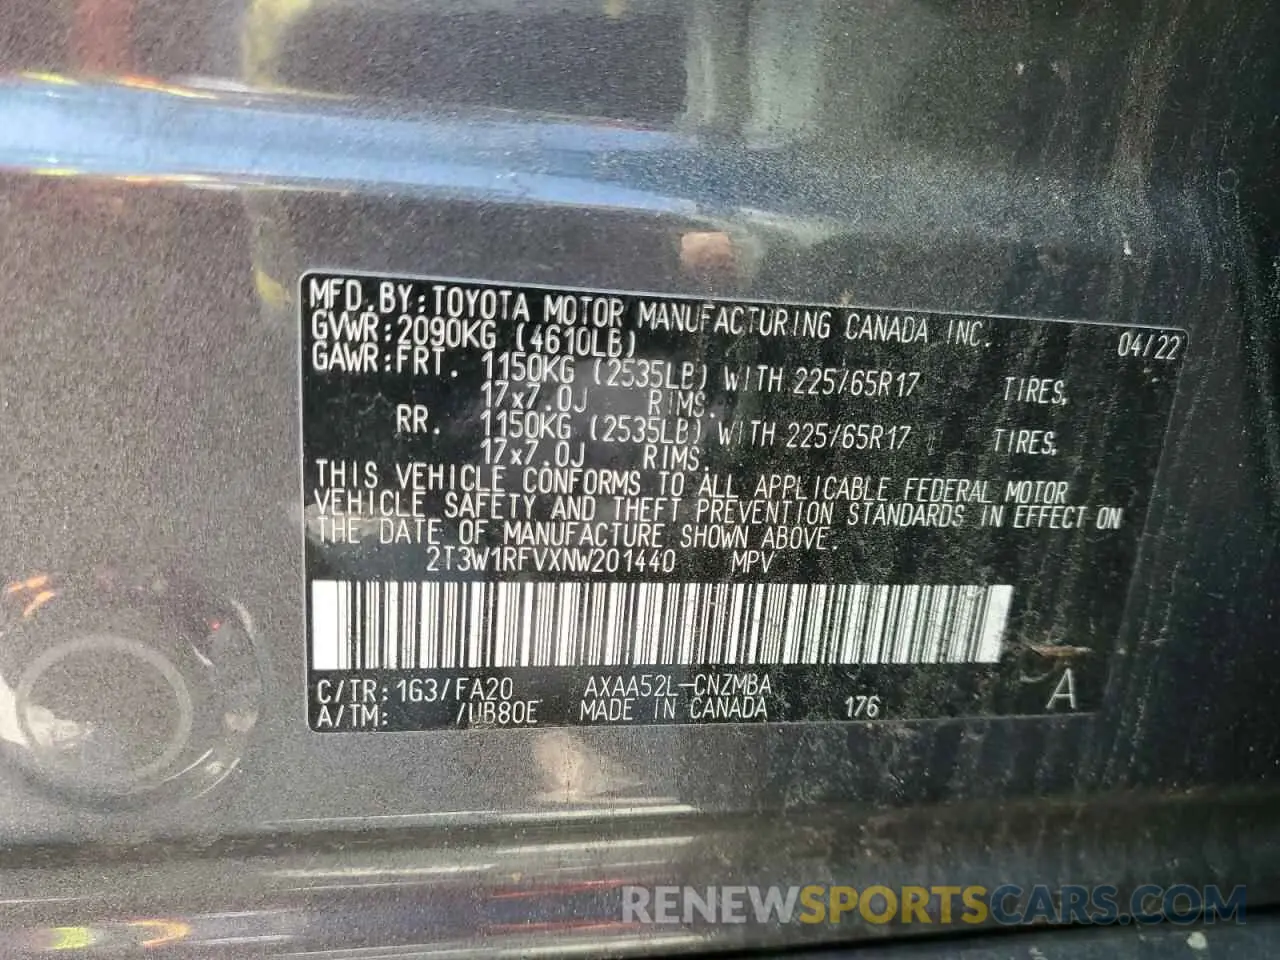 MFD.BY:TOYOTA MOTOR MANUFACTURING CANADA INC. 04/22
GVWR:2090KG (4610LB)
GAWR:FRT. 1150KG (2535LB) WITH 225/65R17 TIRES,
17x7.0J RIMS.
RR. 1150KG (2535LB) WITH 225/65R17 TIRES,
17x7.0J RIMS.
THIS VEHICLE CONFORMS TO ALL APPLICABLE FEDERAL MOTOR
VEHICLE SAFETY AND THEFT PREVENTION STANDARDS IN EFFECT ON
THE DATE OF MANUFACTURE SHOWN ABOVE.
2T3W1RFVXNW201440 MPV
C/TR:1G3/FA20 AXAA52L-CNZMBA A
A/TM: /UB80E MADE IN CANADA 176
RENEWSPORTSCARS.COM